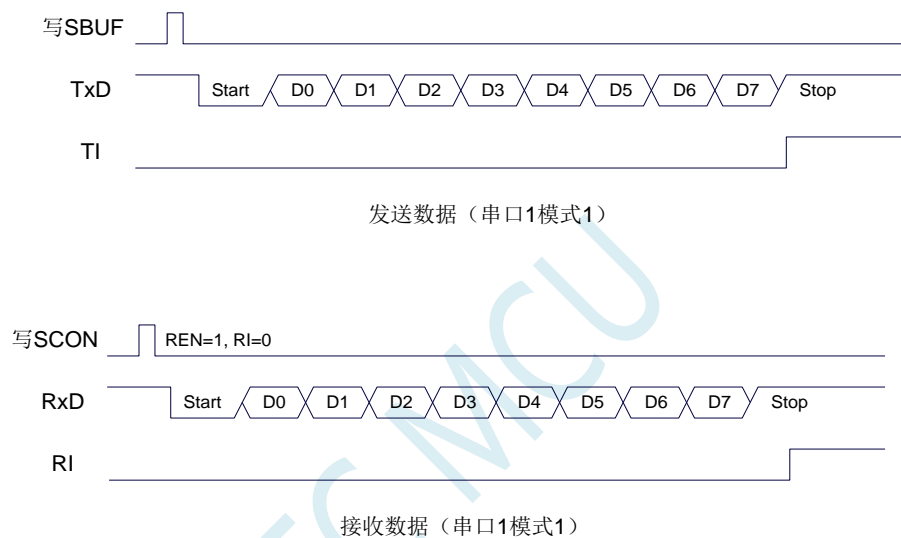 写SBUF
TxD Start D0 D1 D2 D3 D4 D5 D6 D7 Stop
TI
发送数据（串口1模式1）
写SCON REN=1, RI=0
RxD Start D0 D1 D2 D3 D4 D5 D6 D7 Stop
RI
接收数据（串口1模式1）
MCU